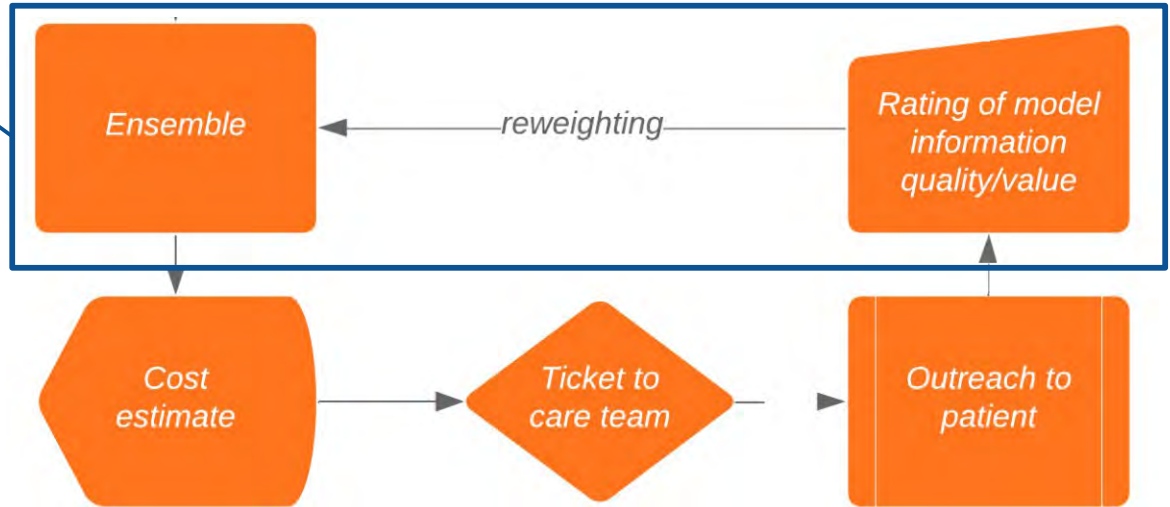 Ensemble
reweighting
Rating of model
information
quality/value
Cost
estimate
Ticket to
care team
Outreach to
patient